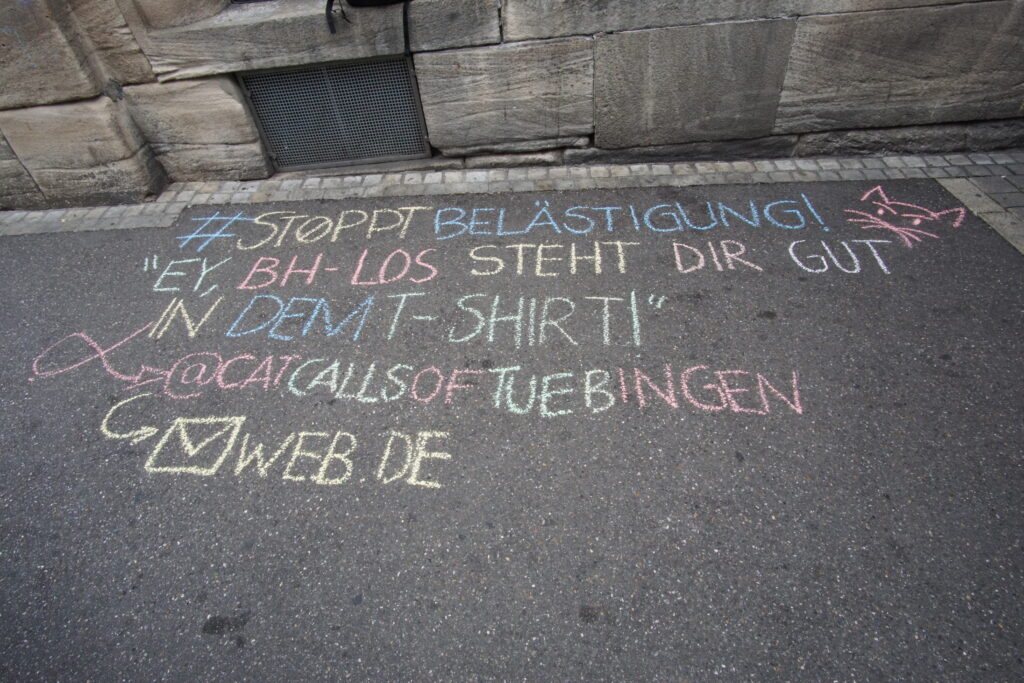 #STOPPT BELÄSTIGUNG!
"EY, BH-LOS STEHT DIR GUT
IN DEM T-SHIRT!"
@CATCALLSOFTUEBINGEN
WEB.DE